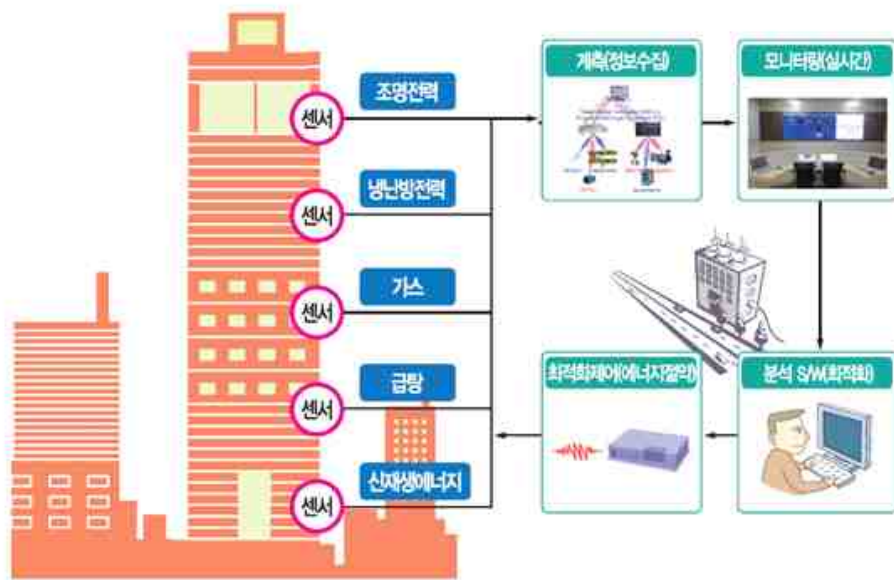 센서
조명전력
센서
냉난방전력
센서
가스
센서
급탕
센서
신재생에너지
계측(정보수집)
모니터링(실시간)
최적화제어(에너지절약)
분석 S/W(최적화)